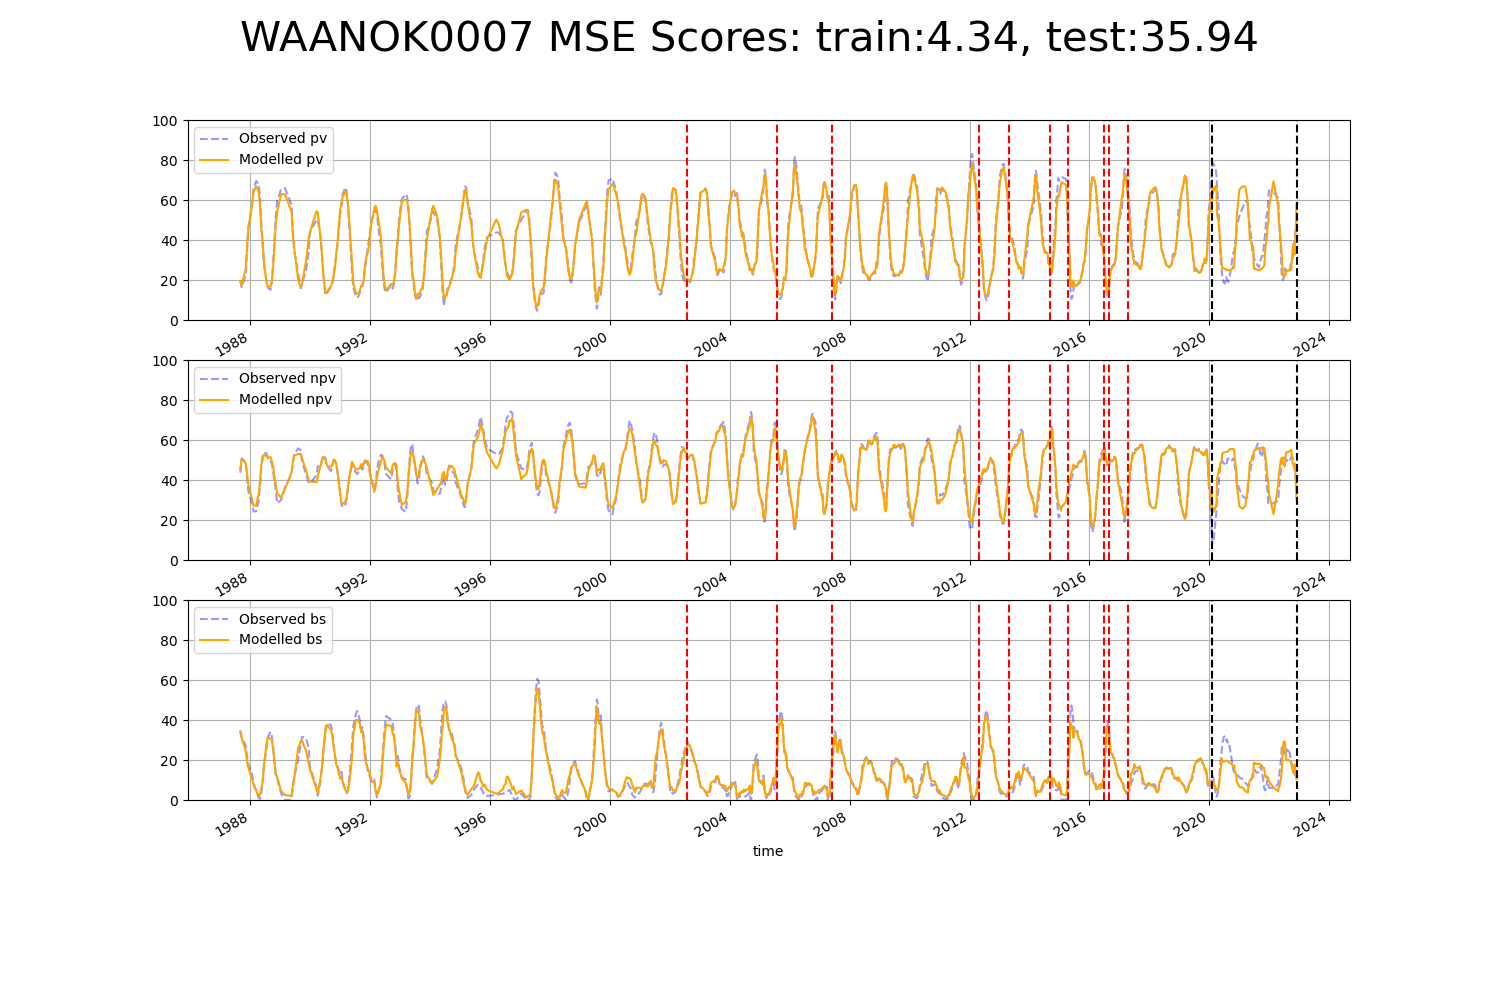 WAANOK0007 MSE Scores: train:4.34, test:35.94
100
80
60
40
20
0
Observed pv
Modelled pv
1988 1992 1996 2000 2004 2008 2012 2016 2020 2024
100
80
60
40
20
0
Observed npv
Modelled npv
1988 1992 1996 2000 2004 2008 2012 2016 2020 2024
100
80
60
40
20
0
Observed bs
Modelled bs
1988 1992 1996 2000 2004 2008 2012 2016 2020 2024
time